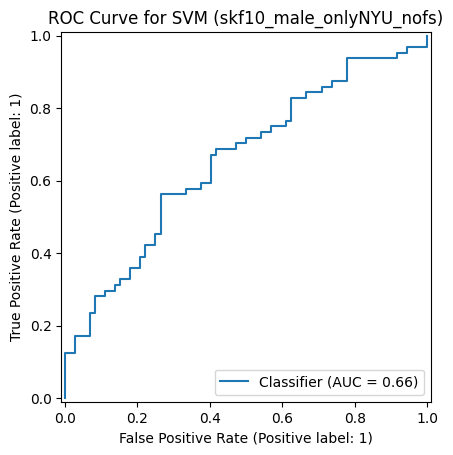 ROC Curve for SVM (skf10_male_onlyNYU_nofs)
1.0
0.8
0.6
0.4
0.2
0.0
True Positive Rate (Positive label: 1)
Classifier (AUC = 0.66)
0.0 0.2 0.4 0.6 0.8 1.0
False Positive Rate (Positive label: 1)